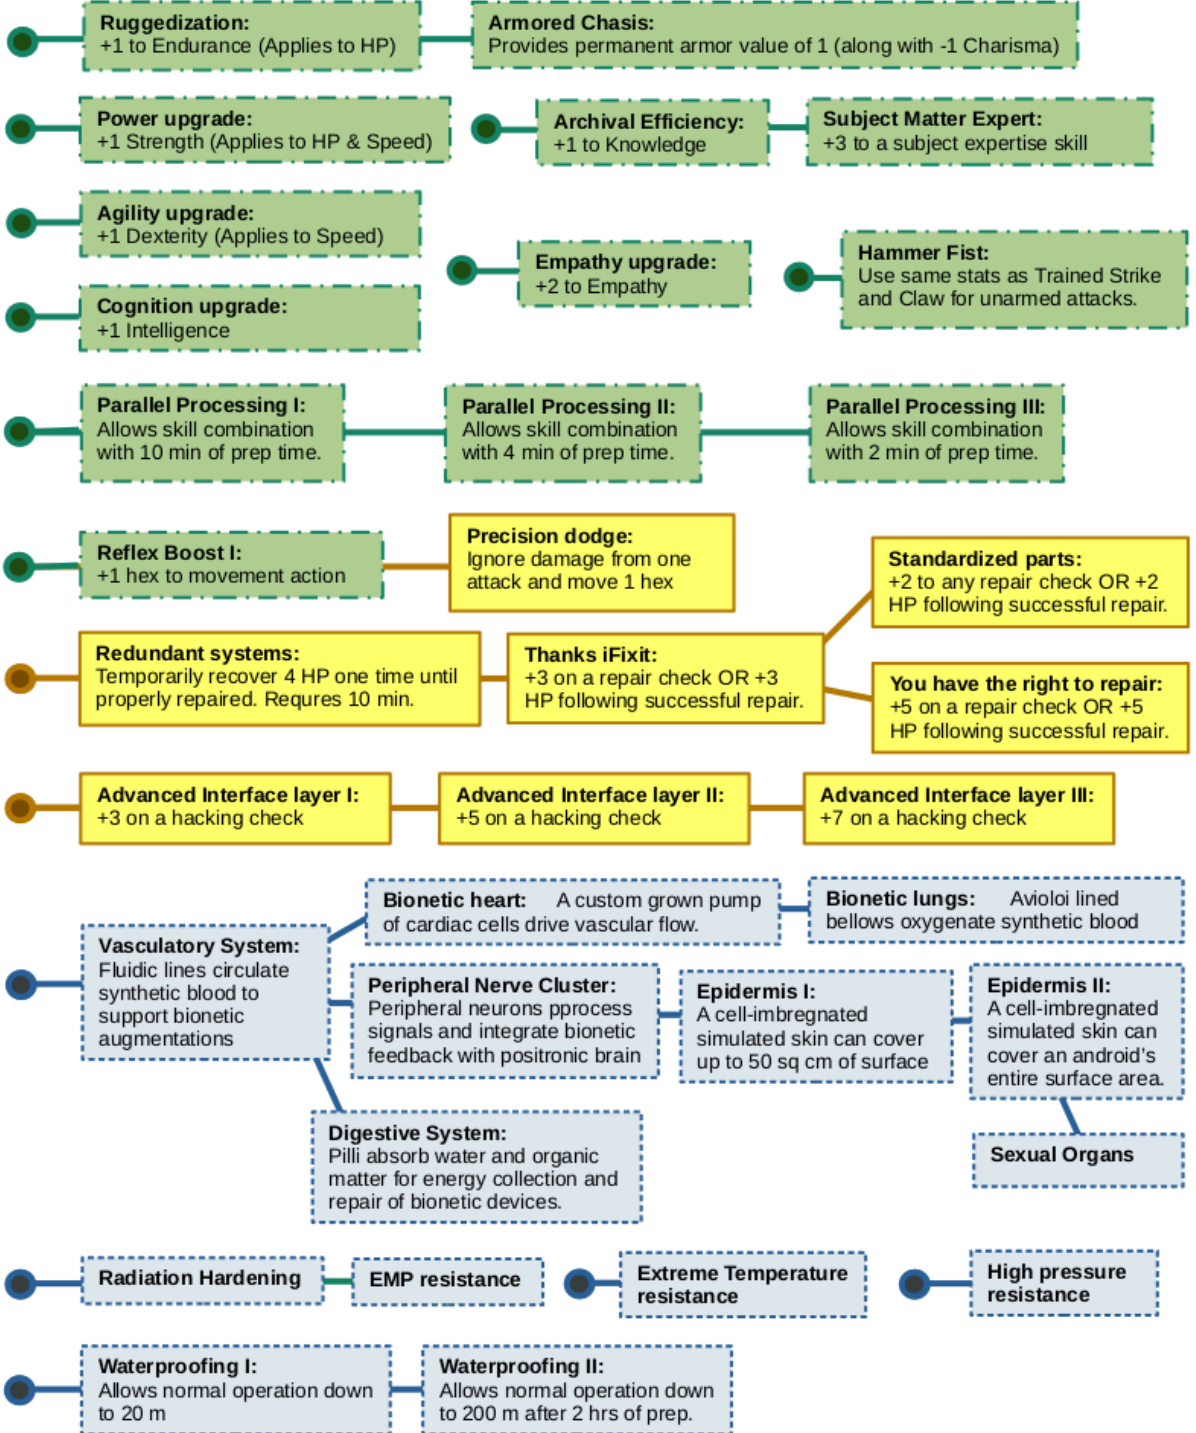 Ruggedization:
+1 to Endurance (Applies to HP)
Armored Chasis:
Provides permanent armor value of 1 (along with -1 Charisma)
Power upgrade:
+1 Strength (Applies to HP & Speed)
Archival Efficiency:
+1 to Knowledge
Subject Matter Expert:
+3 to a subject expertise skill
Agility upgrade:
+1 Dexterity (Applies to Speed)
Empathy upgrade:
+2 to Empathy
Hammer Fist:
Use same stats as Trained Strike
and Claw for unarmed attacks.
Cognition upgrade:
+1 Intelligence
Parallel Processing I:
Allows skill combination
with 10 min of prep time.
Parallel Processing II:
Allows skill combination
with 4 min of prep time.
Parallel Processing III:
Allows skill combination
with 2 min of prep time.
Reflex Boost I:
+1 hex to movement action
Precision dodge:
Ignore damage from one
attack and move 1 hex
Standardized parts:
+2 to any repair check OR +2
HP following successful repair.
Redundant systems:
Temporarily recover 4 HP one time until
properly repaired. Requres 10 min.
Thanks iFixit:
+3 on a repair check OR +3
HP following successful repair.
You have the right to repair:
+5 on a repair check OR +5
HP following successful repair.
Advanced Interface layer I:
+3 on a hacking check
Advanced Interface layer II:
+5 on a hacking check
Advanced Interface layer III:
+7 on a hacking check
Bionetic heart: A custom grown pump
of cardiac cells drive vascular flow.
Bionetic lungs: Avioloi lined
bellows oxygenate synthetic blood
Vasculatory System:
Fluidic lines circulate
synthetic blood to
support bionetic
augmentations
Peripheral Nerve Cluster:
Peripheral neurons pprocess
signals and integrate bionetic
feedback with positronic brain
Epidermis I:
A cell-imbregnated
simulated skin can cover
up to 50 sq cm of surface
Epidermis II:
A cell-imbregnated
simulated skin can
cover an android's
entire surface area.
Digestive System:
Pilli absorb water and organic
matter for energy collection and
repair of bionetic devices.
Sexual Organs
Radiation Hardening
EMP resistance
Extreme Temperature
resistance
High pressure
resistance
Waterproofing I:
Allows normal operation down
to 20 m
Waterproofing II:
Allows normal operation down
to 200 m after 2 hrs of prep.